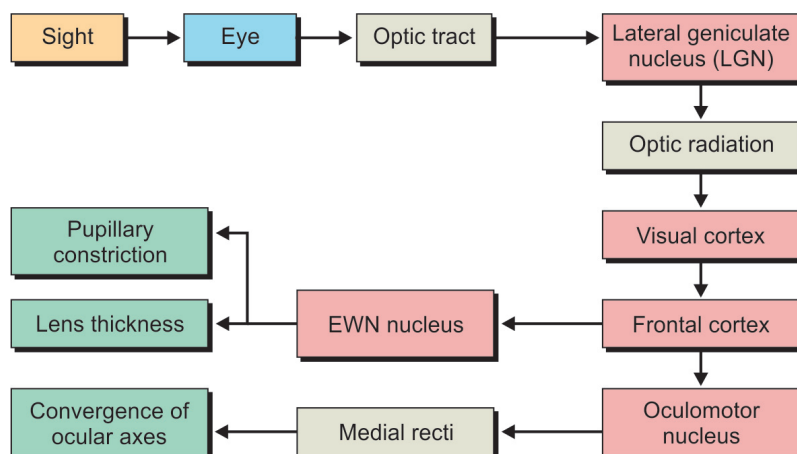 Sight
Eye
Optic tract
Lateral geniculate
nucleus (LGN)
Optic radiation
Visual cortex
Pupillary
constriction
Lens thickness
EWN nucleus
Frontal cortex
Convergence of
ocular axes
Medial recti
Oculomotor
nucleus